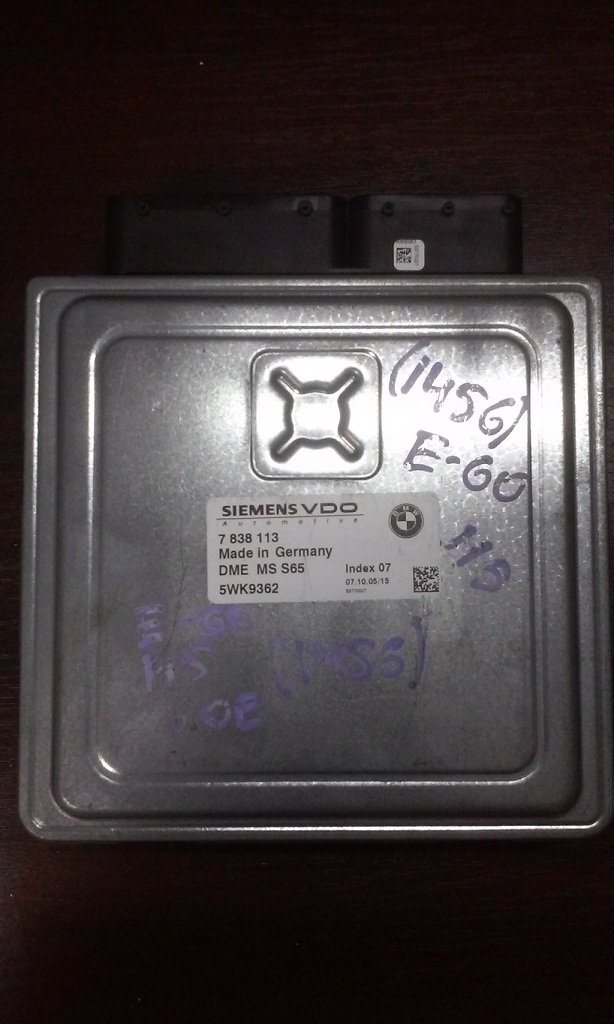 (1456)
E-60
SIEMENS VDO
Automotive
BMW
7 838 113
Made in Germany
DME MS S65
Index 07
5WK9362
07.10.05/15
(1456)